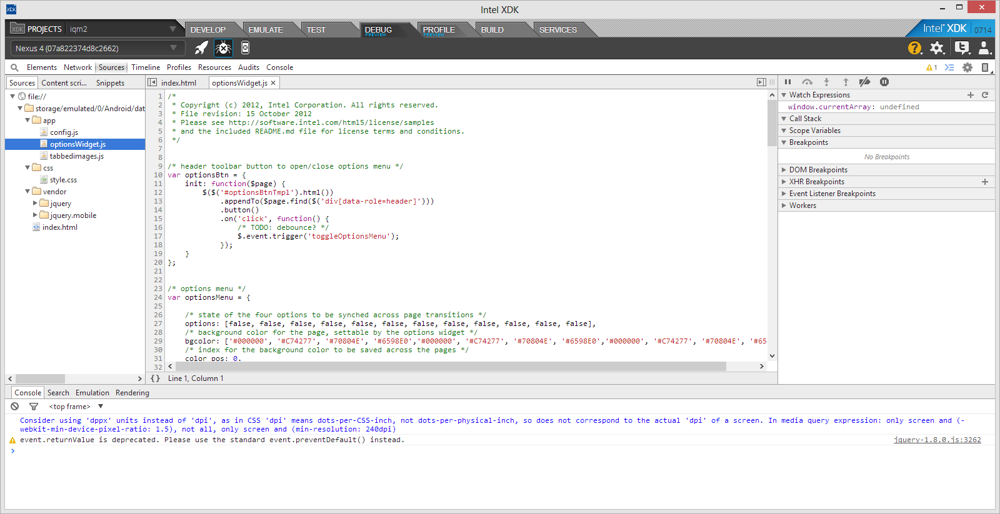 XDK
Intel XDK
XDK PROJECTS iqm2
DEVELOP EMULATE TEST DEBUG PREVIEW PROFILE PREVIEW BUILD SERVICES
Intel XDK 0714
Nexus 4 (07a822374d8c2662)
Elements Network Sources Timeline Profiles Resources Audits Console
1
Sources Content scri... Snippets
index.html optionsWidget.js
file://
storage/emulated/0/Android/dat
app
config.js
optionsWidget.js
tabbedimages.js
css
style.css
vendor
jquery
jquery.mobile
index.html
1 /*
2 * Copyright (c) 2012, Intel Corporation. All rights reserved.
3 * File revision: 15 October 2012
4 * Please see http://software.intel.com/html5/license/samples
5 * and the included README.md file for license terms and conditions.
6 */
7
8
9 /* header toolbar button to open/close options menu */
10 var optionsBtn = {
11 init: function($page) {
12 $($('#optionsBtnTmpl').html())
13 .appendTo($page.find($('div[data-role=header]')))
14 .button()
15 .on('click', function() {
16 /* TODO: debounce? */
17 $.event.trigger('toggleOptionsMenu');
18 });
19 }
20 };
21
22
23 /* options menu */
24 var optionsMenu = {
25
26 /* state of the four options to be synched across page transitions */
27 options: [false, false, false, false, false, false, false, false, false, false, false, false],
28 /* background color for the page, settable by the options widget */
29 bgcolor: ['#000000', '#C74277', '#70804E', '#6598E0','#000000', '#C74277', '#70804E', '#6598E0','#000000', '#C74277', '#70804E', '#65
30 /* index for the background color to be saved across the pages */
31 color_pos: 0,
32
{} Line 1, Column 1
Watch Expressions
window.currentArray: undefined
Call Stack
Scope Variables
Breakpoints
No Breakpoints
DOM Breakpoints
XHR Breakpoints
Event Listener Breakpoints
Workers
Console Search Emulation Rendering
<top frame>
Consider using 'dppx' units instead of 'dpi', as in CSS 'dpi' means dots-per-CSS-inch, not dots-per-physical-inch, so does not correspond to the actual 'dpi' of a screen. In media query expression: only screen and (-
webkit-min-device-pixel-ratio: 1.5), not all, only screen and (min-resolution: 240dpi)
event.returnValue is deprecated. Please use the standard event.preventDefault() instead. jquery-1.8.0.js:3262